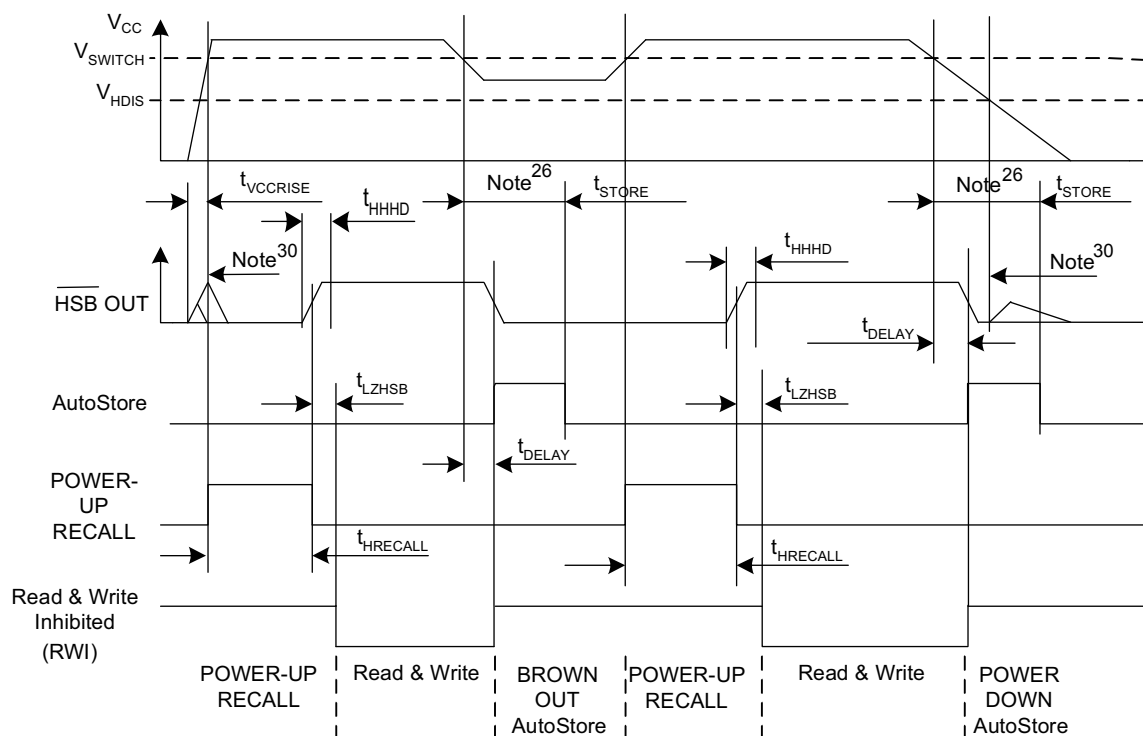 VCC
VSWITCH
VHDIS
tVCCRISE
Note26
tSTORE
Note26
tSTORE
tHHHD
tHHHD
Note30
Note30
HSB OUT
tDELAY
tLZHSB
tLZHSB
AutoStore
tDELAY
POWER-
UP
RECALL
tHRECALL
tHRECALL
Read & Write
Inhibited
(RWI)
POWER-UP
RECALL
Read & Write
BROWN
OUT
AutoStore
POWER-UP
RECALL
Read & Write
POWER
DOWN
AutoStore